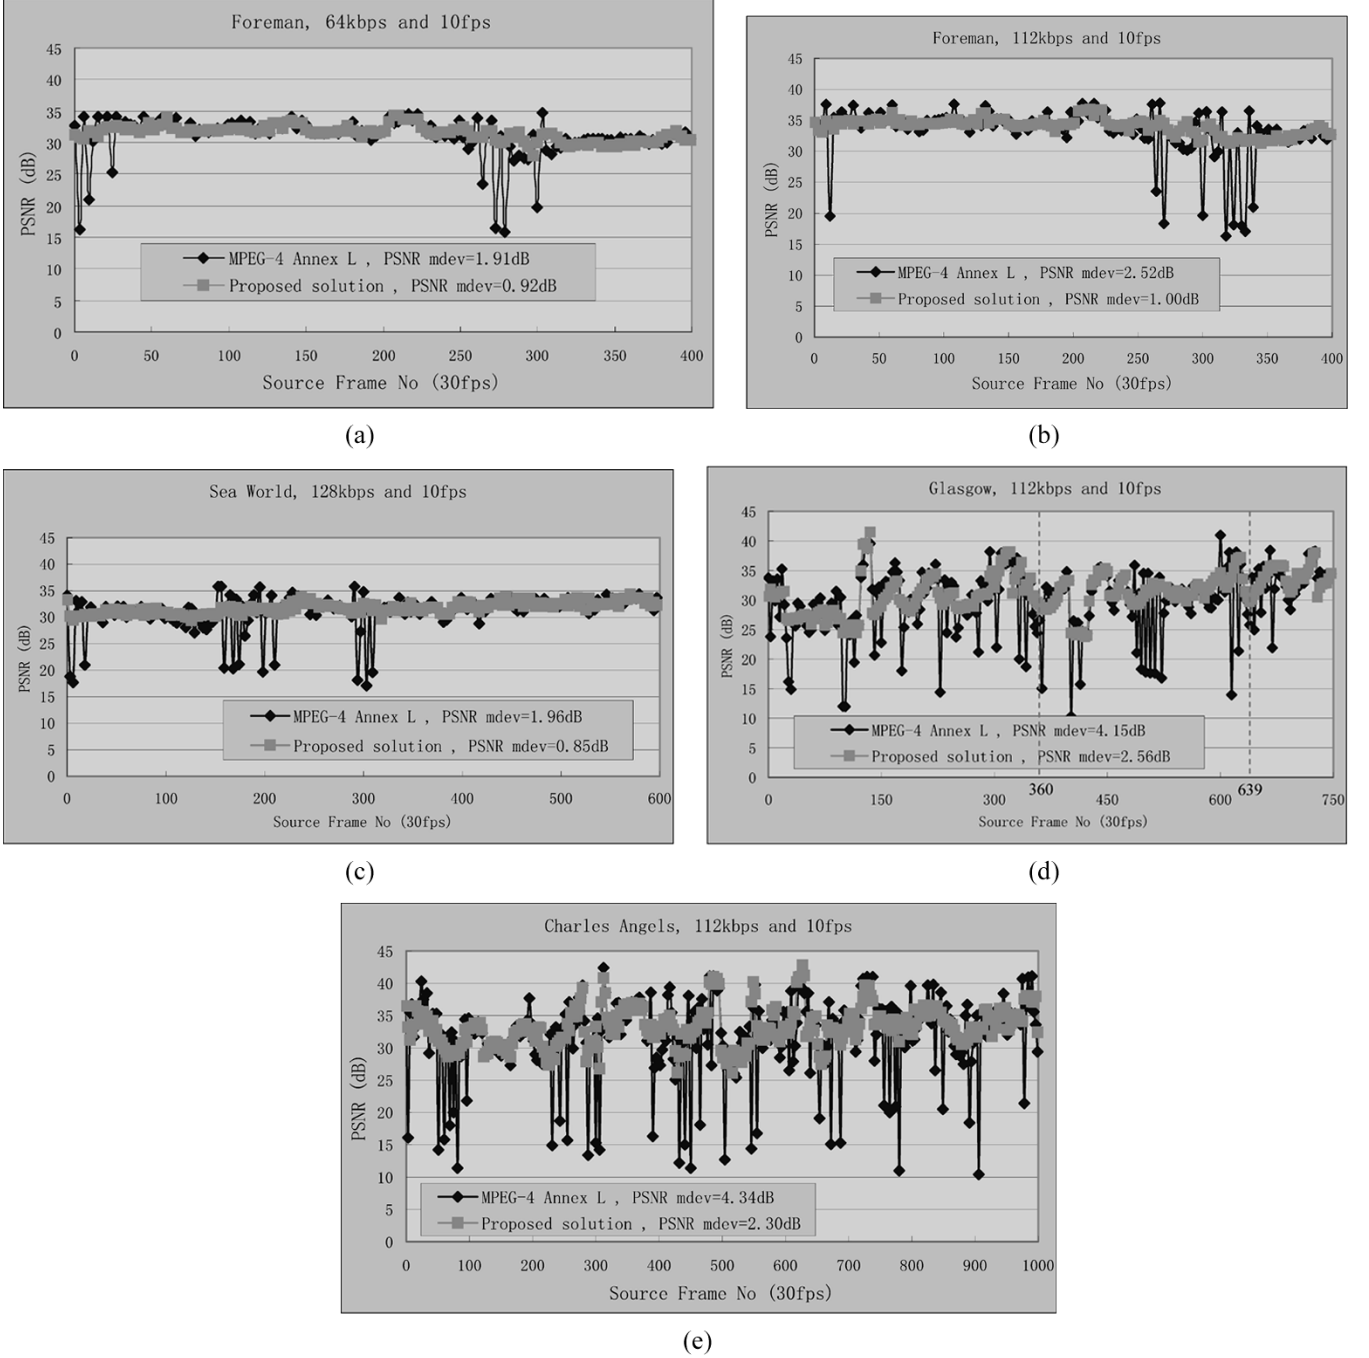 Foreman, 64kbps and 10fps
45
40
35
30
25
20
15
10
5
0
PSNR (dB)
MPEG-4 Annex L , PSNR mdev=1.91dB
Proposed solution , PSNR mdev=0.92dB
0 50 100 150 200 250 300 350 400
Source Frame No (30fps)
(a)
Foreman, 112kbps and 10fps
45
40
35
30
25
20
15
10
5
0
PSNR (dB)
MPEG-4 Annex L , PSNR mdev=2.52dB
Proposed solution , PSNR mdev=1.00dB
0 50 100 150 200 250 300 350 400
Source Frame No (30fps)
(b)
Sea World, 128kbps and 10fps
45
40
35
30
25
20
15
10
5
0
PSNR (dB)
MPEG-4 Annex L , PSNR mdev=1.96dB
Proposed solution , PSNR mdev=0.85dB
0 100 200 300 400 500 600
Source Frame No (30fps)
(c)
Glasgow, 112kbps and 10fps
45
40
35
30
25
20
15
10
5
0
PSNR (dB)
MPEG-4 Annex L , PSNR mdev=4.15dB
Proposed solution , PSNR mdev=2.56dB
360 639
0 150 300 450 600 750
Source Frame No (30fps)
(d)
Charles Angels, 112kbps and 10fps
45
40
35
30
25
20
15
10
5
0
PSNR (dB)
MPEG-4 Annex L , PSNR mdev=4.34dB
Proposed solution , PSNR mdev=2.30dB
0 100 200 300 400 500 600 700 800 900 1000
Source Frame No (30fps)
(e)